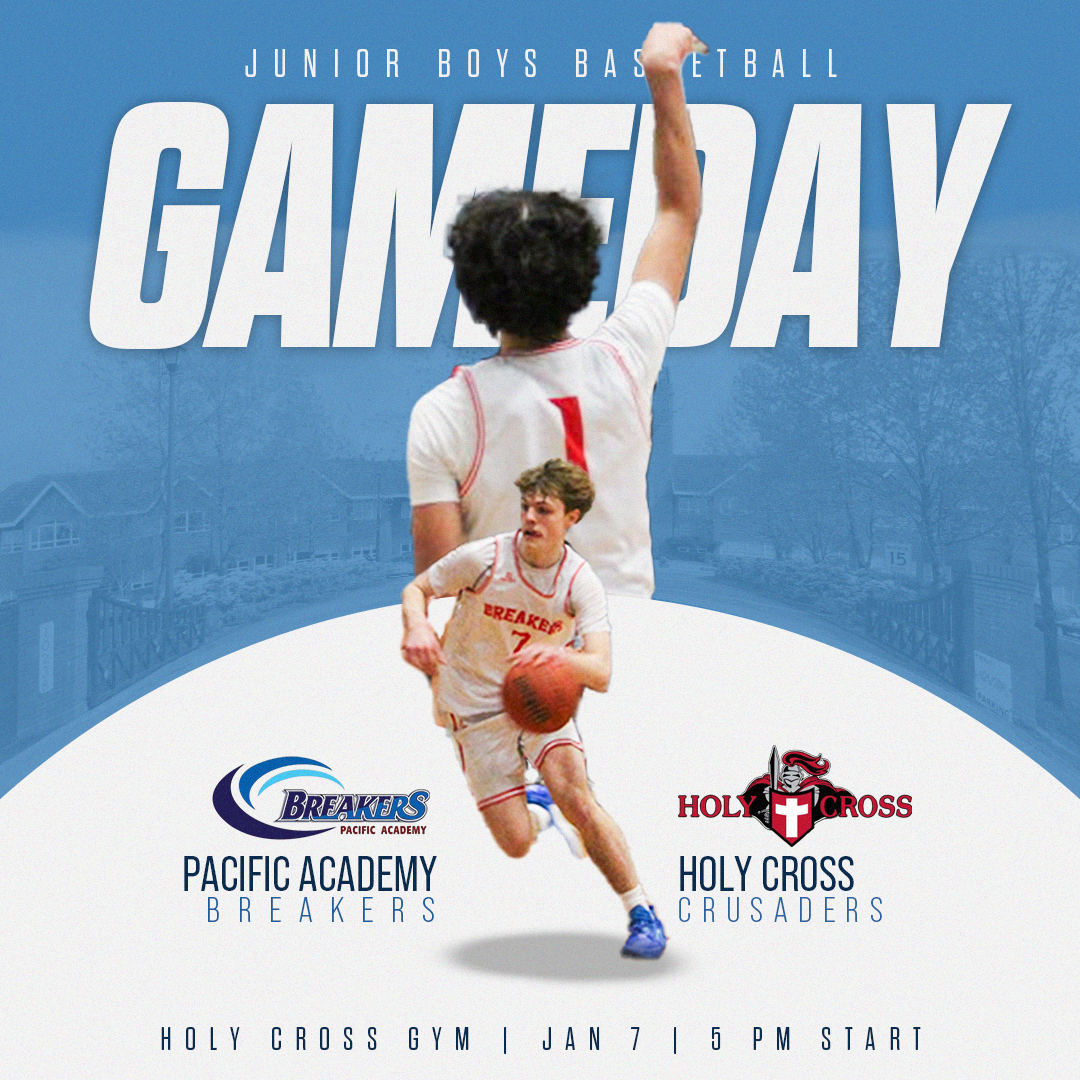 JUNIOR BOYS BASKETBALL
GAMEDAY
1
BREAKERS
7
BREAKERS
PACIFIC ACADEMY
PACIFIC ACADEMY
BREAKERS
HOLY CROSS
HOLY CROSS
CRUSADERS
HOLY CROSS GYM | JAN 7 | 5 PM START
15